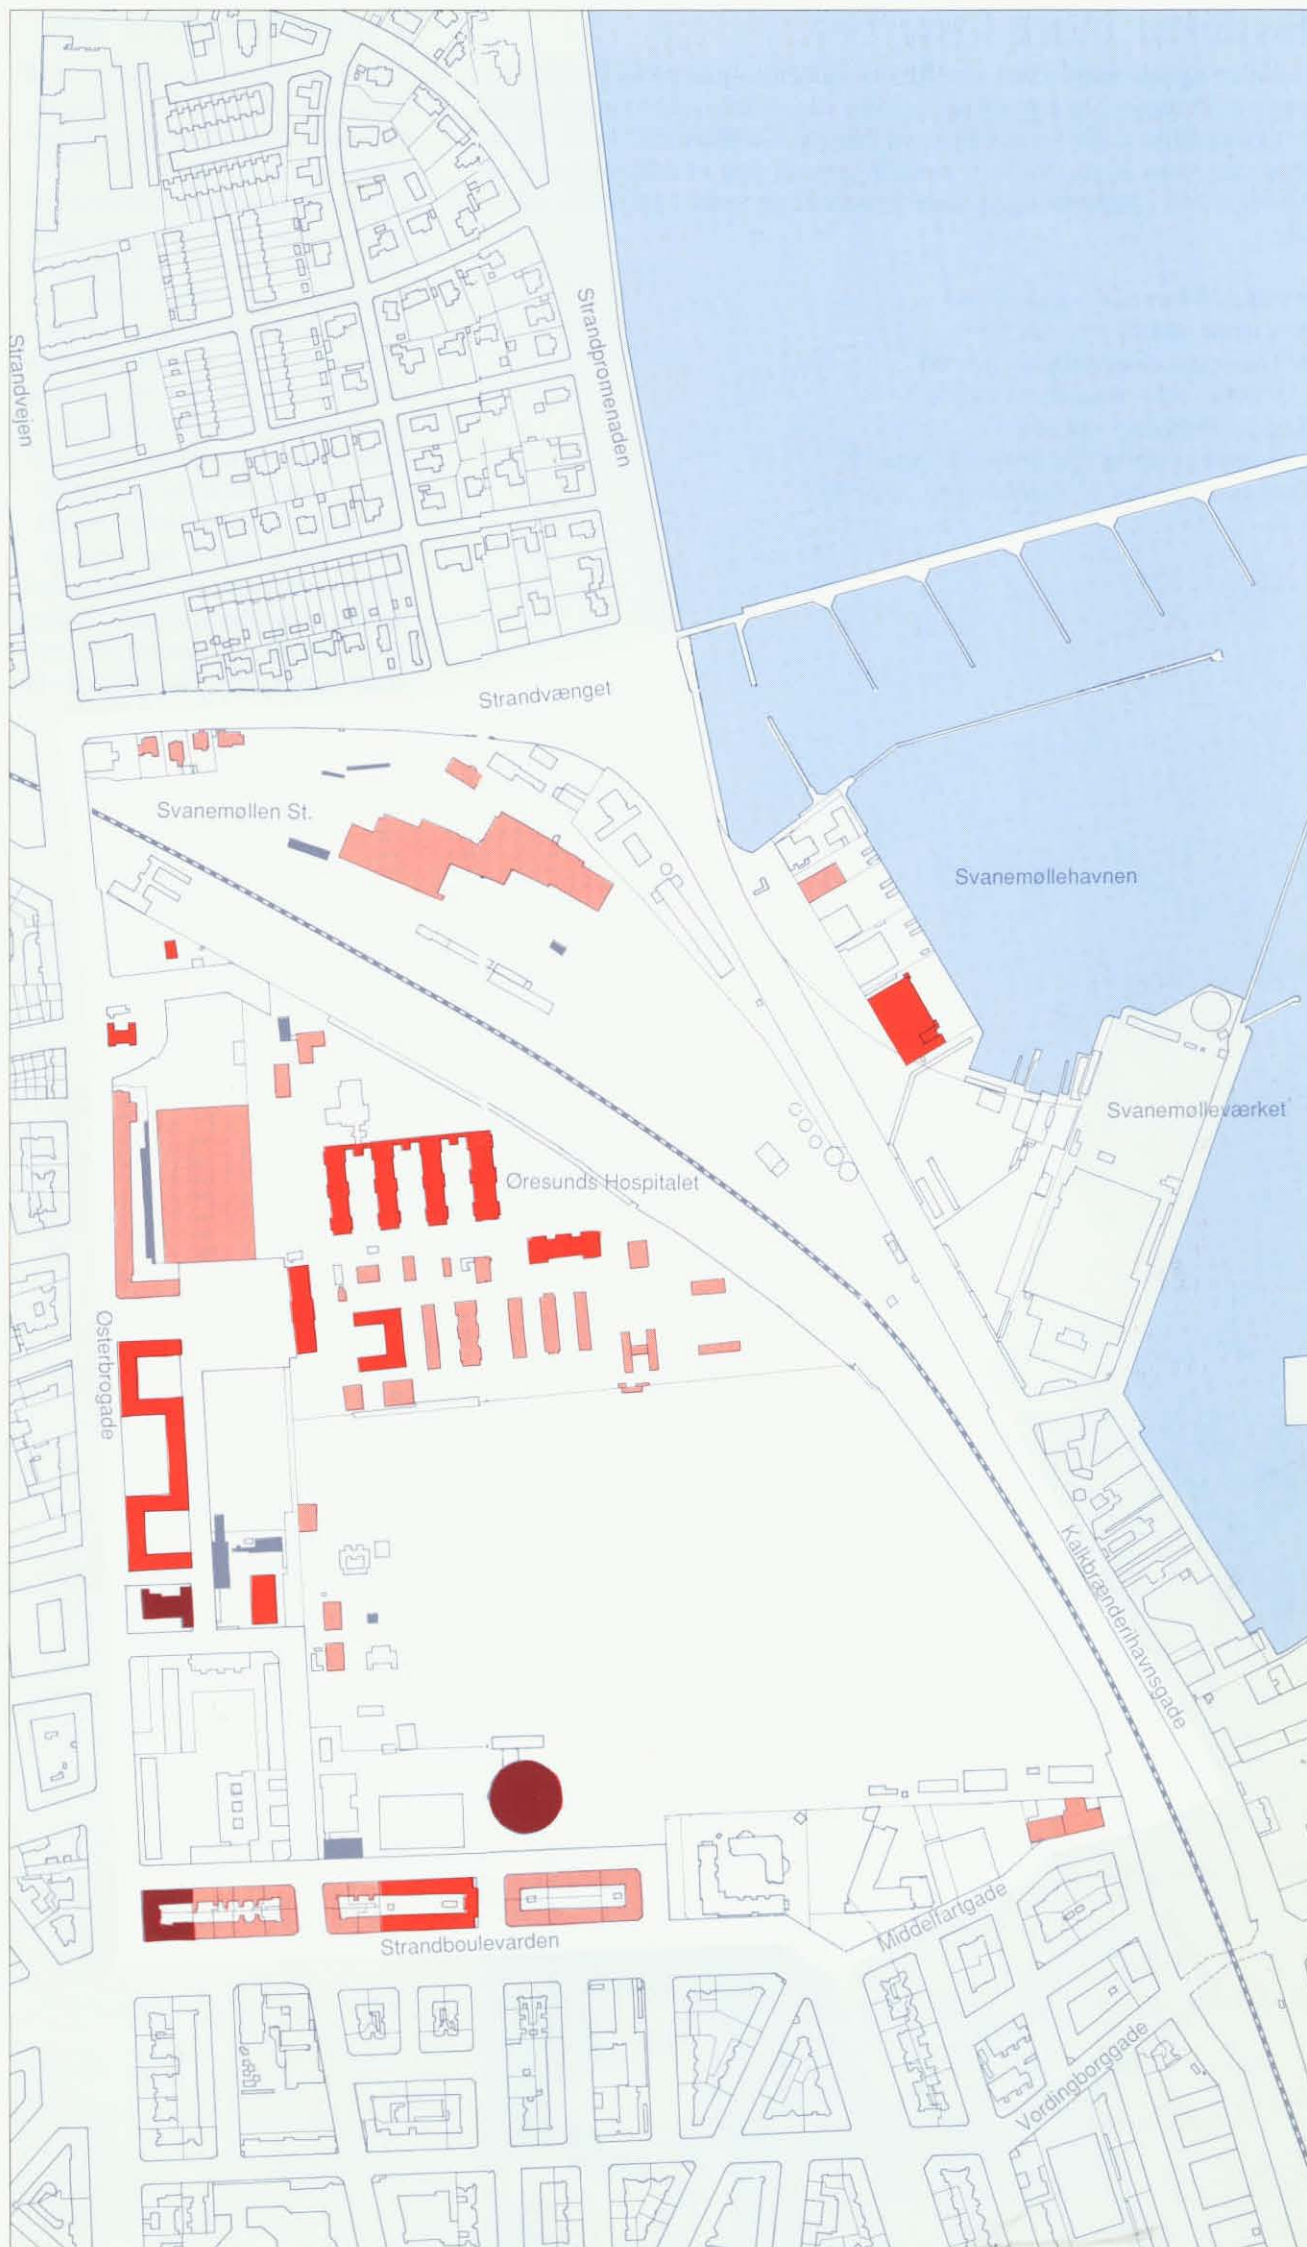 Strandpromenaden
Strandvejen
Strandvænget
Svanemøllen St.
Svanemøllehavnen
Svanemølleværket
Øresunds Hospitalet
Østerbrogade
Kalkbrænderihavnsgade
Middelfartgade
Strandboulevarden
Vordingborggade